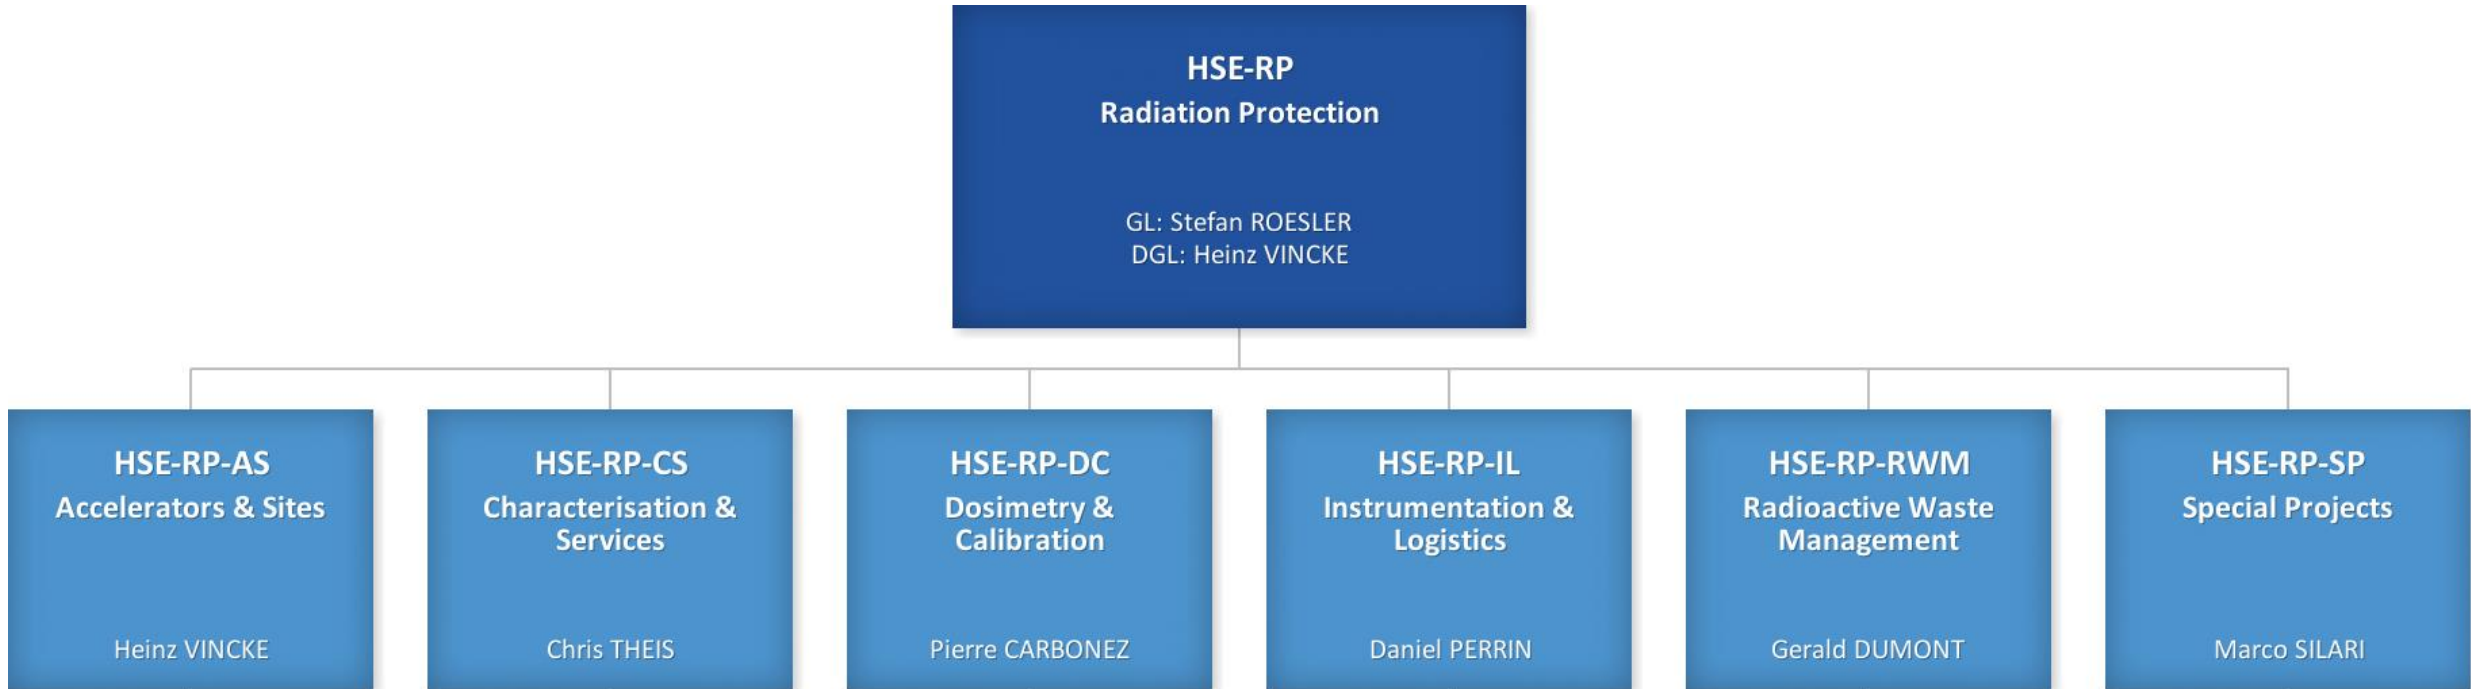 HSE-RP
Radiation Protection
GL: Stefan ROESLER
DGL: Heinz VINCKE
HSE-RP-AS
Accelerators & Sites
Heinz VINCKE
HSE-RP-CS
Characterisation &
Services
Chris THEIS
HSE-RP-DC
Dosimetry &
Calibration
Pierre CARBONEZ
HSE-RP-IL
Instrumentation &
Logistics
Daniel PERRIN
HSE-RP-RWM
Radioactive Waste
Management
Gerald DUMONT
HSE-RP-SP
Special Projects
Marco SILARI